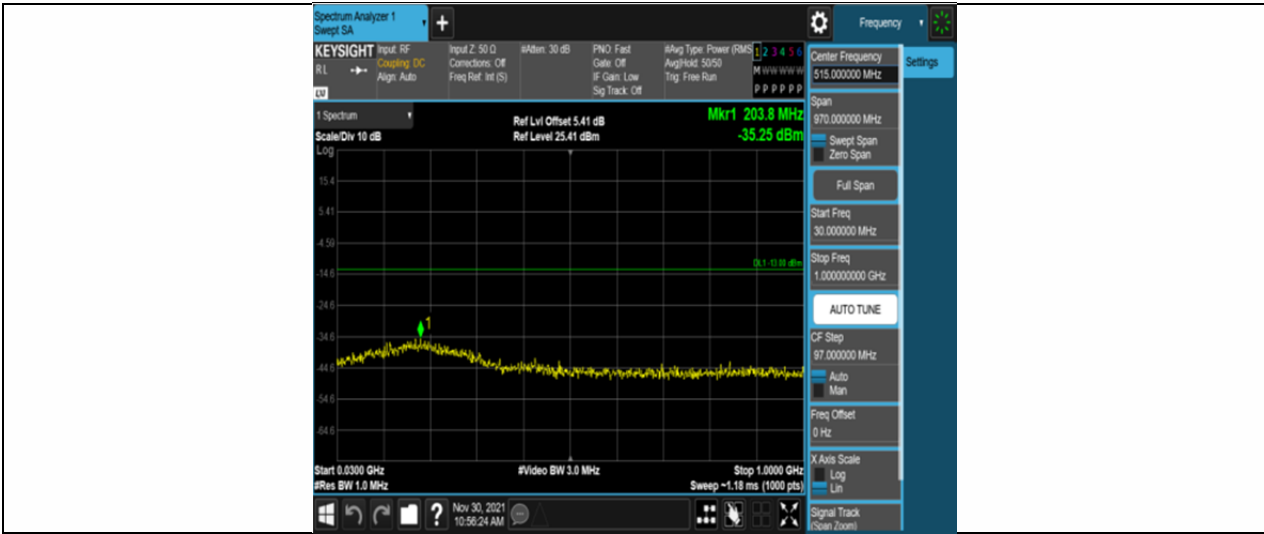 Spectrum Analyzer 1
Swept SA
+
Frequency
KEYSIGHT
RL
LV
Input: RF
Coupling: DC
Align: Auto
Input Z: 50 Ω
Corrections: Off
Freq Ref: Int (S)
#Atten: 30 dB
PNO: Fast
Gate: Off
IF Gain: Low
Sig Track: Off
#Avg Type: Power (RMS
Avg|Hold: 50/50
Trig: Free Run
1 2 3 4 5 6
M W W W W W
P P P P P P
1 Spectrum
Scale/Div 10 dB
Log
Ref Lvl Offset 5.41 dB
Ref Level 25.41 dBm
Mkr1 203.8 MHz
-35.25 dBm
15.4
5.41
-4.59
-14.6
-24.6
-34.6
-44.6
-54.6
-64.6
DL1 -13.00 dBm
1
Start 0.0300 GHz
#Res BW 1.0 MHz
#Video BW 3.0 MHz
Stop 1.0000 GHz
Sweep ~1.18 ms (1000 pts)
Nov 30, 2021
10:56:24 AM
?
Settings
Center Frequency
515.000000 MHz
Span
970.000000 MHz
Swept Span
Zero Span
Full Span
Start Freq
30.000000 MHz
Stop Freq
1.000000000 GHz
AUTO TUNE
CF Step
97.000000 MHz
Auto
Man
Freq Offset
0 Hz
X Axis Scale
Log
Lin
Signal Track
(Span Zoom)